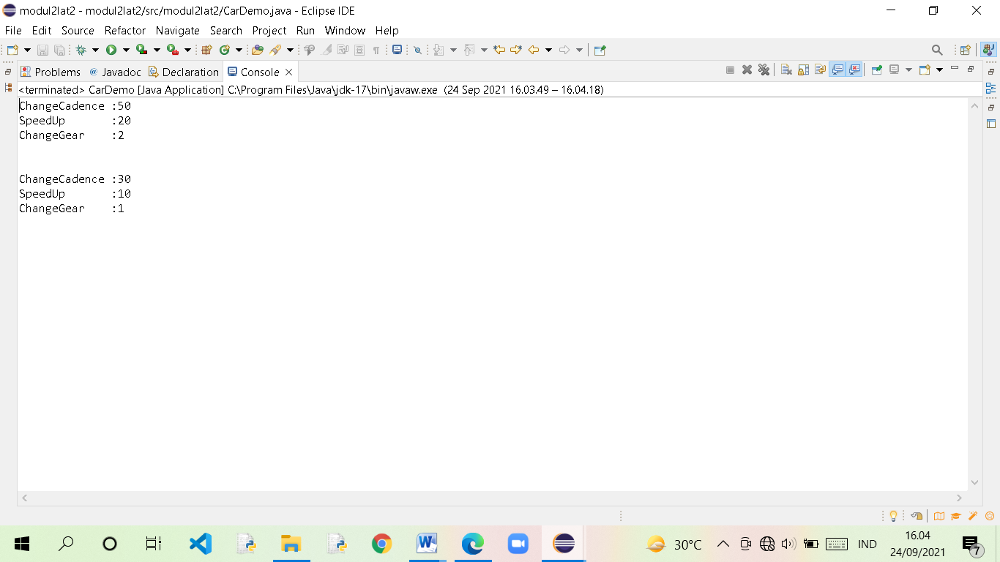 modul2lat2 - modul2lat2/src/modul2lat2/CarDemo.java - Eclipse IDE
File Edit Source Refactor Navigate Search Project Run Window Help
Problems @ Javadoc Declaration Console
<terminated> CarDemo [Java Application] C:\Program Files\Java\jdk-17\bin\javaw.exe (24 Sep 2021 16.03.49 – 16.04.18)
ChangeCadence :50
SpeedUp       :20
ChangeGear    :2
ChangeCadence :30
SpeedUp       :10
ChangeGear    :1
30°C IND 16.04
24/09/2021 7